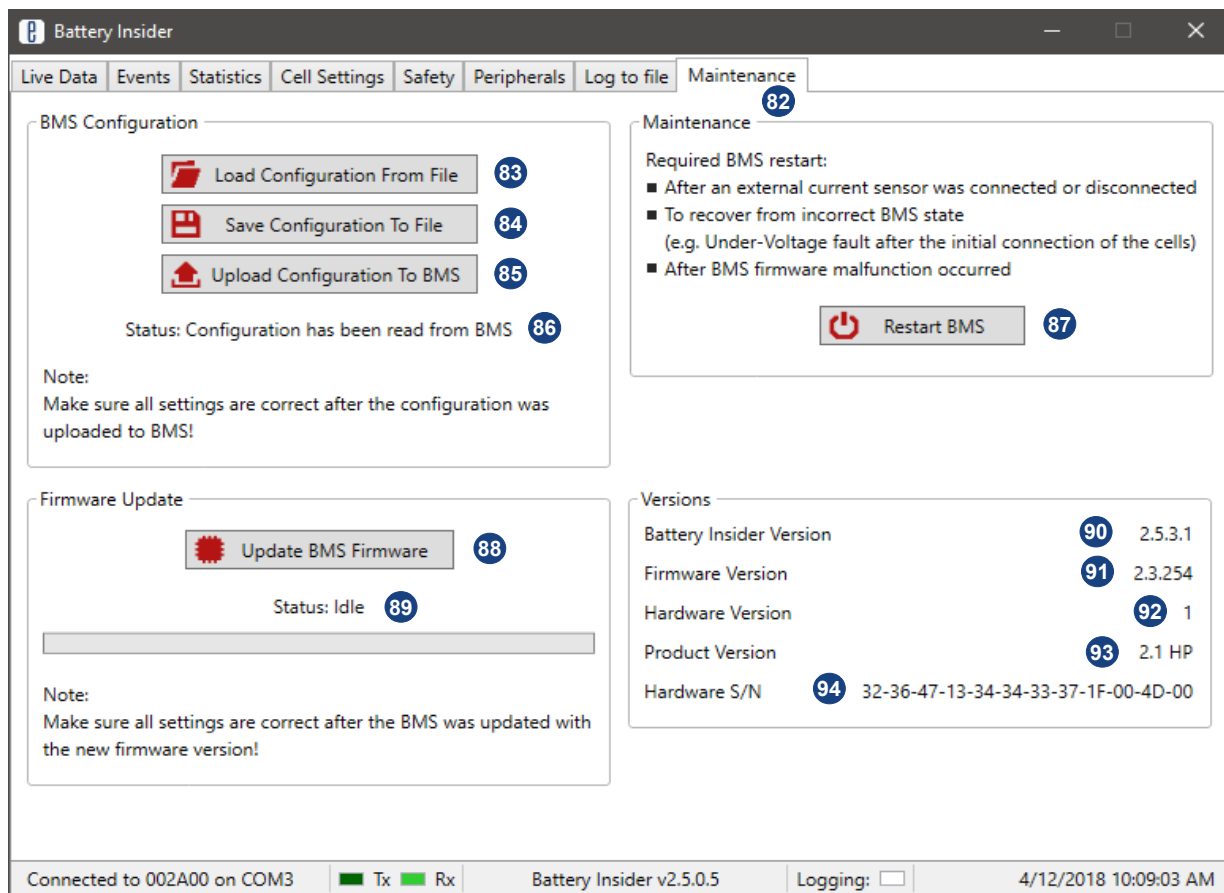 Battery Insider
Live Data Events Statistics Cell Settings Safety Peripherals Log to file Maintenance
82
BMS Configuration
Load Configuration From File 83
Save Configuration To File 84
Upload Configuration To BMS 85
Status: Configuration has been read from BMS 86
Note:
Make sure all settings are correct after the configuration was
uploaded to BMS!
Maintenance
Required BMS restart:
▪ After an external current sensor was connected or disconnected
▪ To recover from incorrect BMS state
(e.g. Under-Voltage fault after the initial connection of the cells)
▪ After BMS firmware malfunction occurred
Restart BMS 87
Firmware Update
Update BMS Firmware 88
Status: Idle 89
Note:
Make sure all settings are correct after the BMS was updated with
the new firmware version!
Versions
Battery Insider Version 90 2.5.3.1
Firmware Version 91 2.3.254
Hardware Version 92 1
Product Version 93 2.1 HP
Hardware S/N 94 32-36-47-13-34-34-33-37-1F-00-4D-00
Connected to 002A00 on COM3 Tx Rx Battery Insider v2.5.0.5 Logging: 4/12/2018 10:09:03 AM